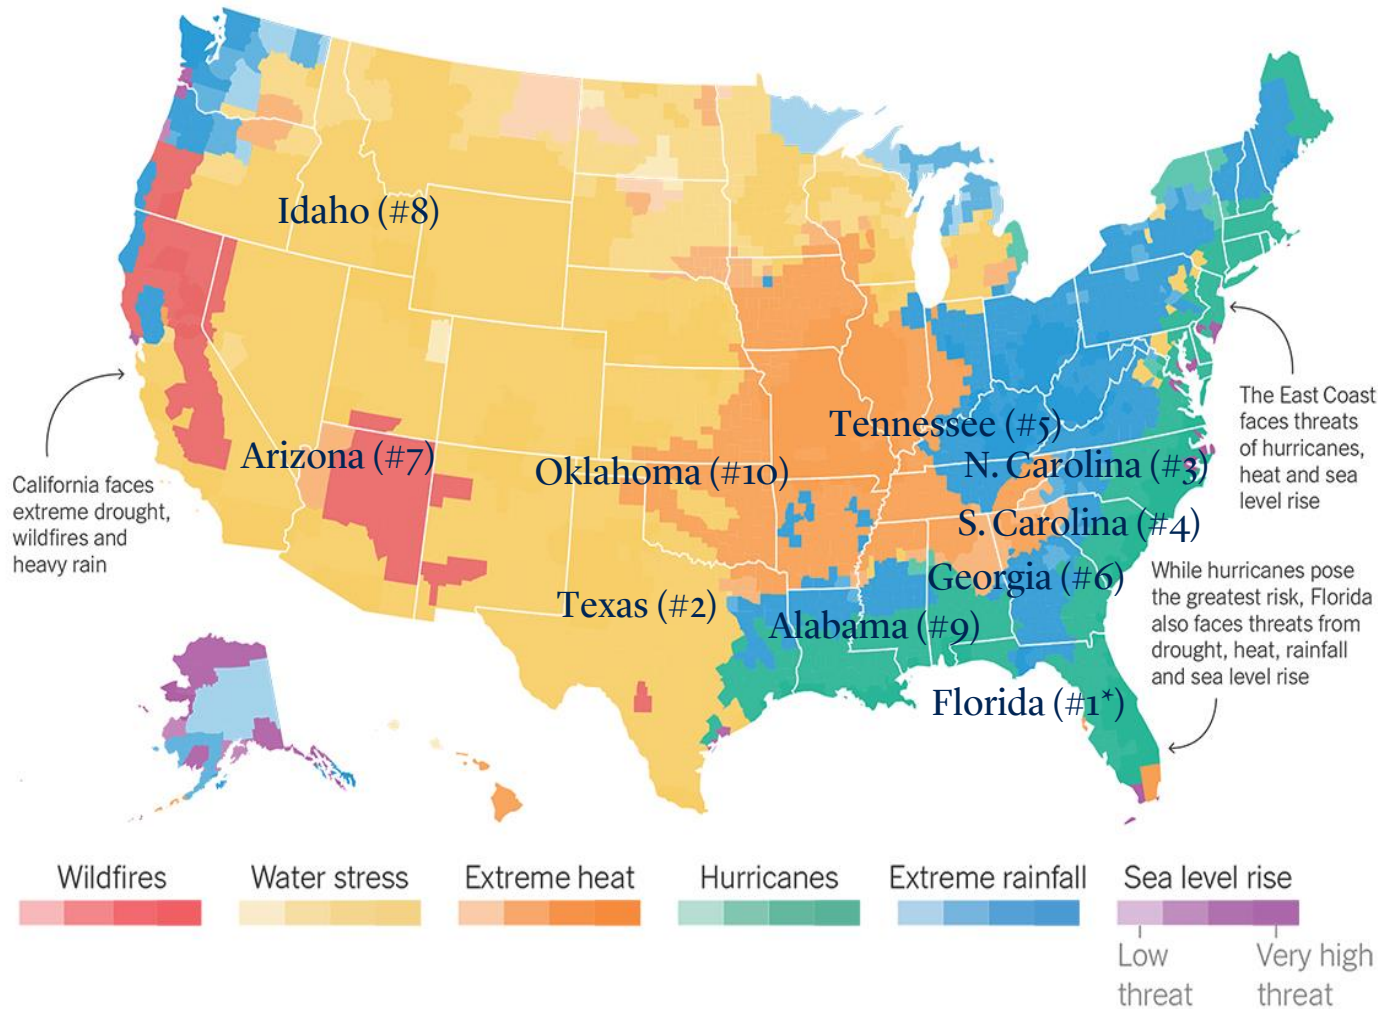 Idaho (#8)
The East Coast
faces threats
of hurricanes,
heat and sea
level rise
Tennessee (#5)
Arizona (#7)
Oklahoma (#10)
N. Carolina (#3)
California faces
extreme drought,
wildfires and
heavy rain
S. Carolina (#4)
Georgia (#6)
While hurricanes pose
the greatest risk, Florida
also faces threats from
drought, heat, rainfall
and sea level rise
Texas (#2)
Alabama (#9)
Florida (#1*)
Wildfires
Water stress
Extreme heat
Hurricanes
Extreme rainfall
Sea level rise
Low
threat
Very high
threat